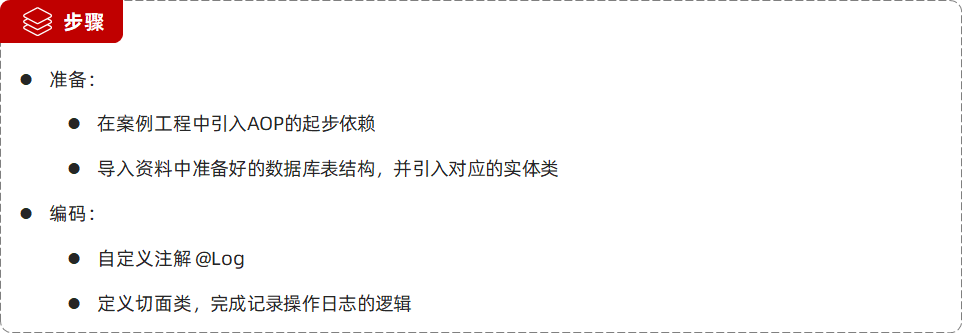 步骤
准备：
在案例工程中引入AOP的起步依赖
导入资料中准备好的数据库表结构，并引入对应的实体类
编码：
自定义注解 @Log
定义切面类，完成记录操作日志的逻辑